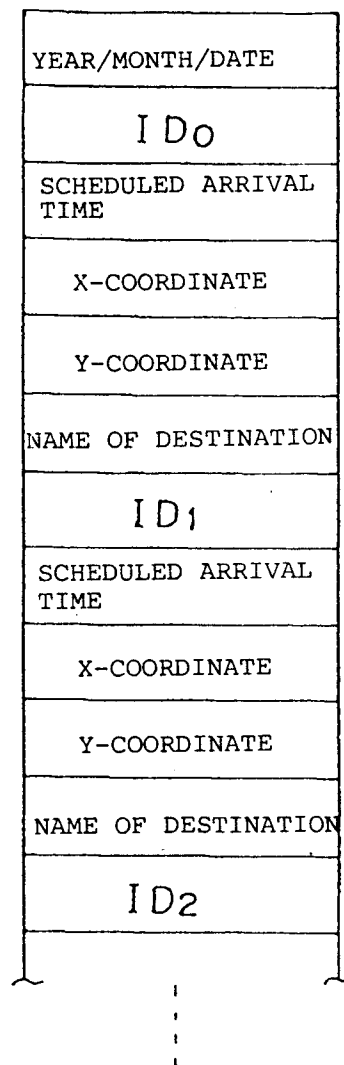 YEAR/MONTH/DATE
ID0
SCHEDULED ARRIVAL
TIME
X-COORDINATE
Y-COORDINATE
NAME OF DESTINATION
ID1
SCHEDULED ARRIVAL
TIME
X-COORDINATE
Y-COORDINATE
NAME OF DESTINATION
ID2